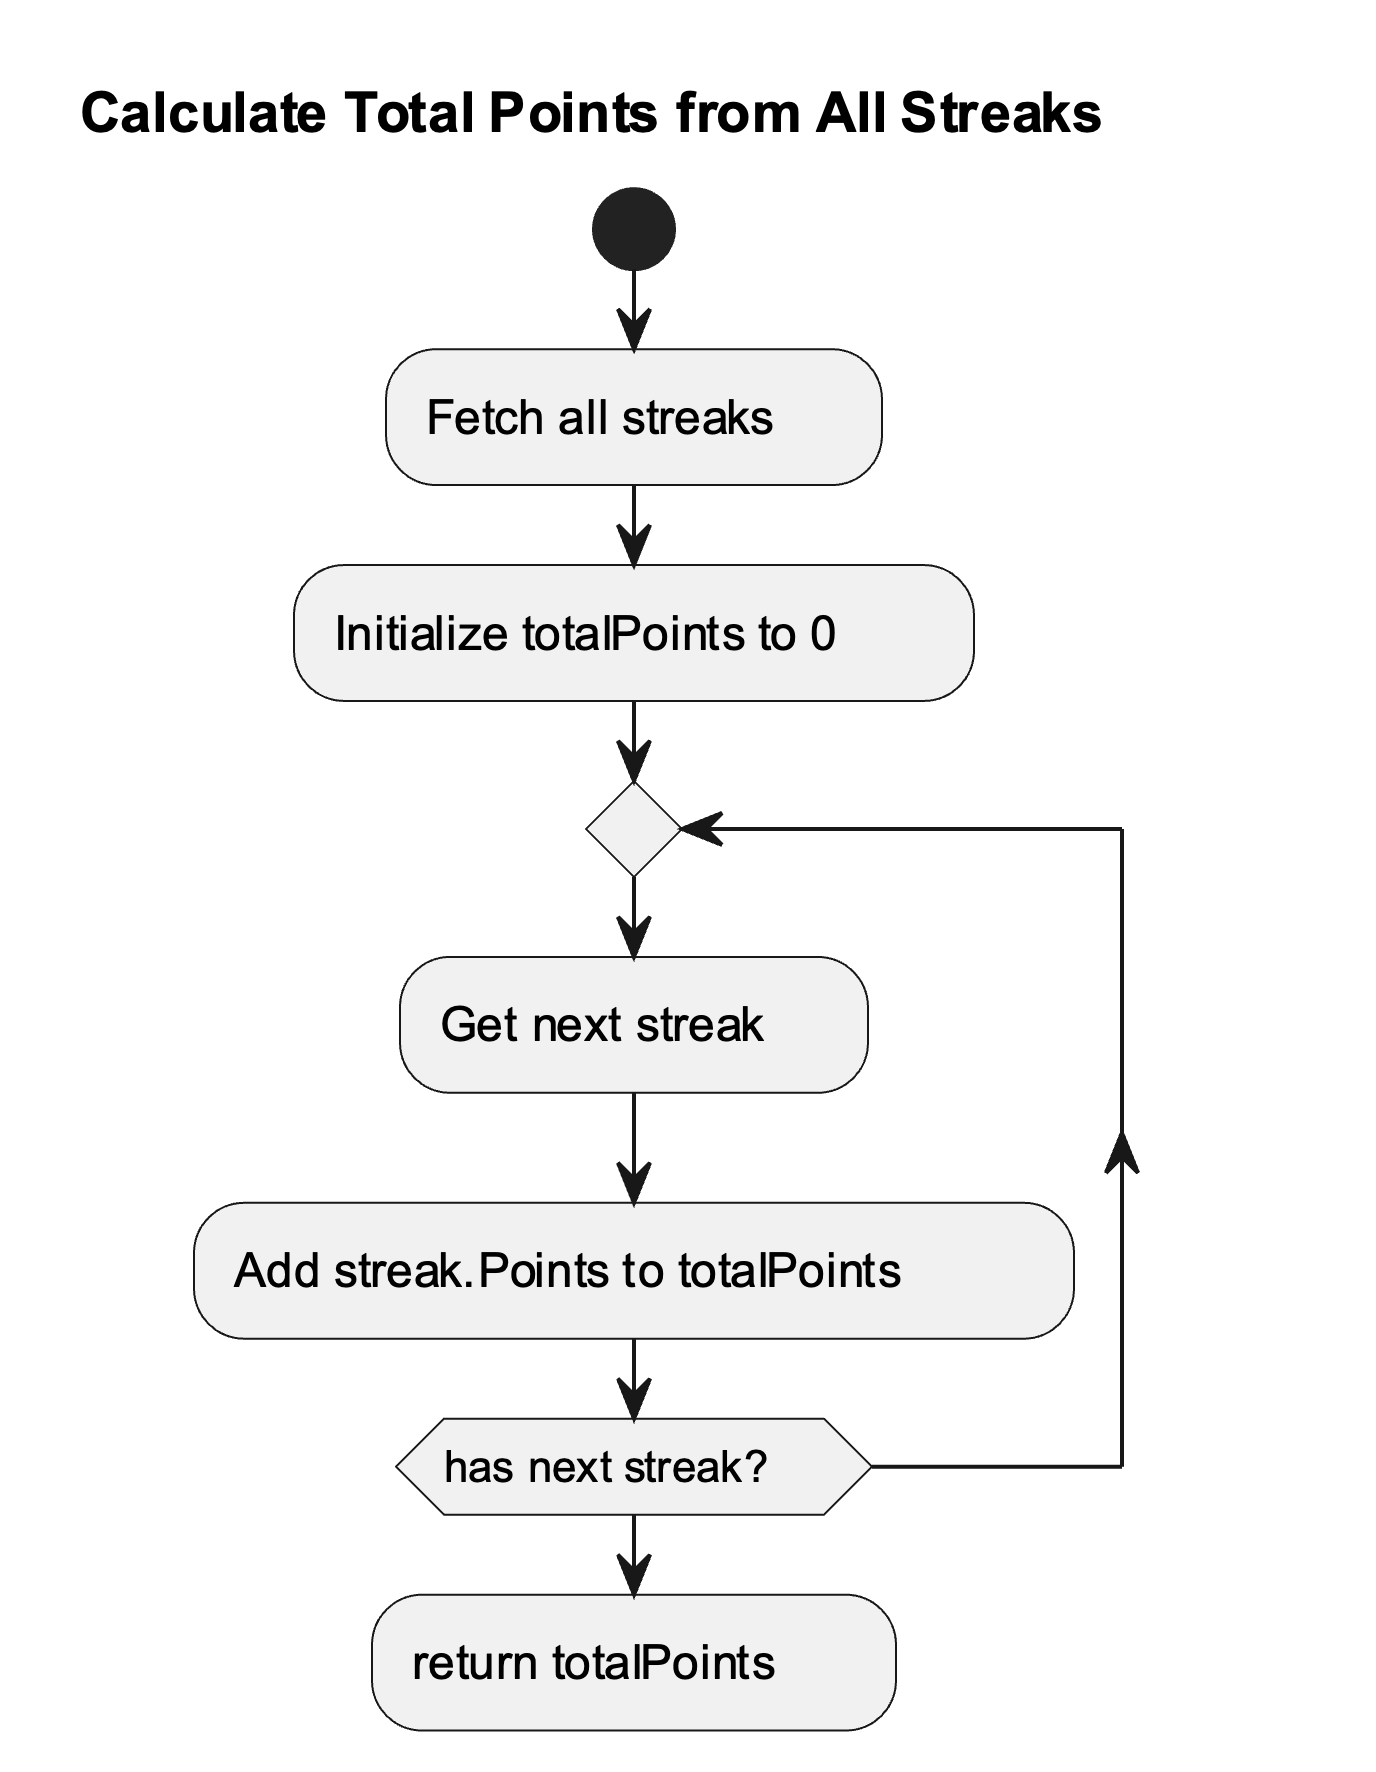 Calculate Total Points from All Streaks
Fetch all streaks
Initialize totalPoints to 0
Get next streak
Add streak.Points to totalPoints
has next streak?
return totalPoints